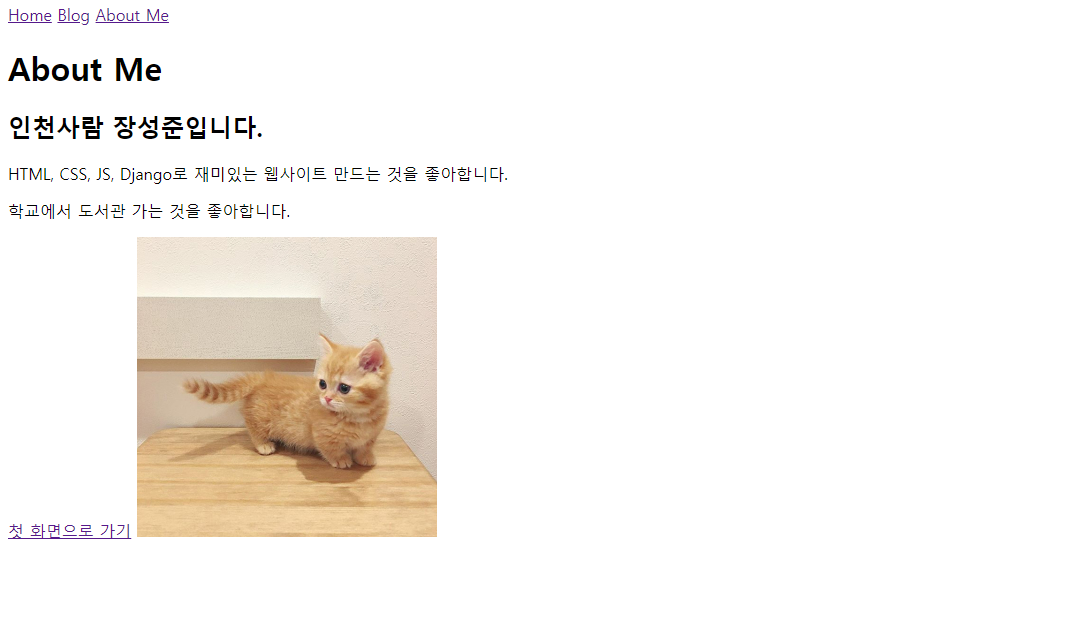 Home Blog About Me
About Me
인천사람 장성준입니다.
HTML, CSS, JS, Django로 재미있는 웹사이트 만드는 것을 좋아합니다.
학교에서 도서관 가는 것을 좋아합니다.
첫 화면으로 가기